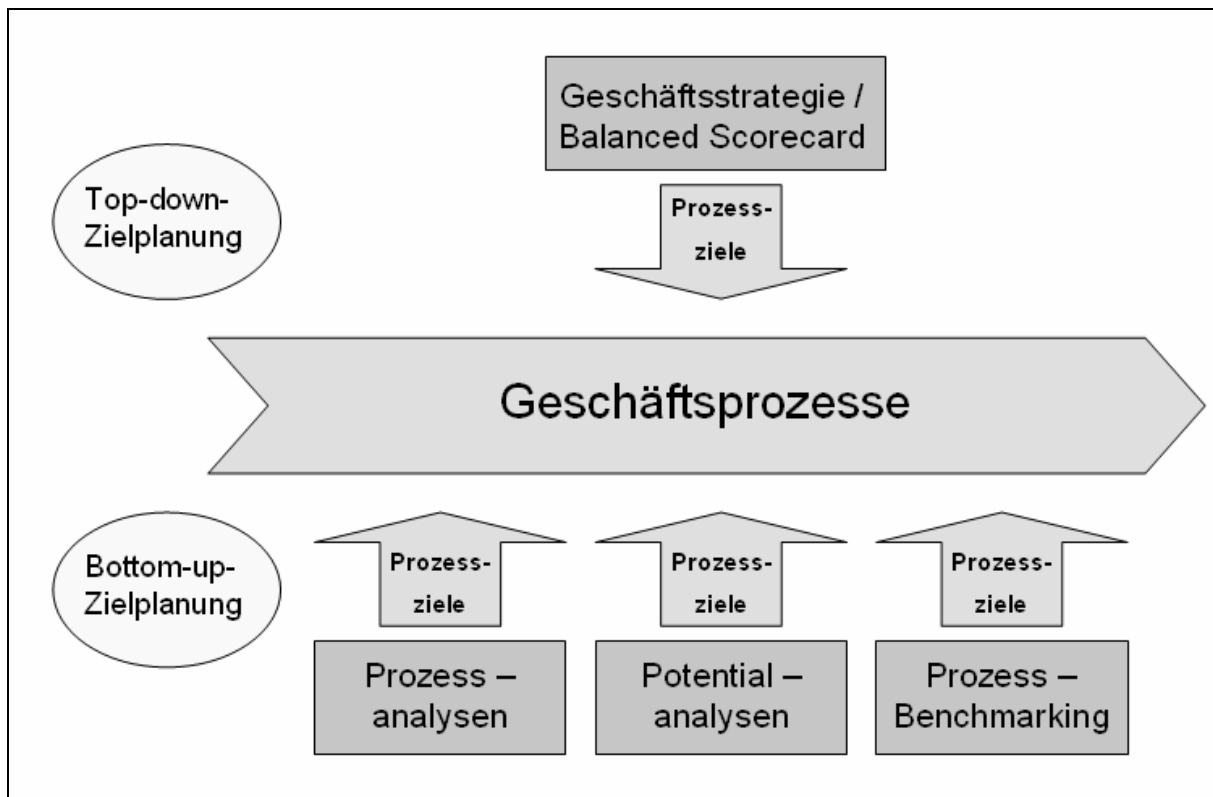 Geschäftsstrategie /
Balanced Scorecard
Top-down-
Zielplanung
Prozess-
ziele
Geschäftsprozesse
Bottom-up-
Zielplanung
Prozess-
ziele
Prozess-
ziele
Prozess-
ziele
Prozess –
analysen
Potential –
analysen
Prozess –
Benchmarking